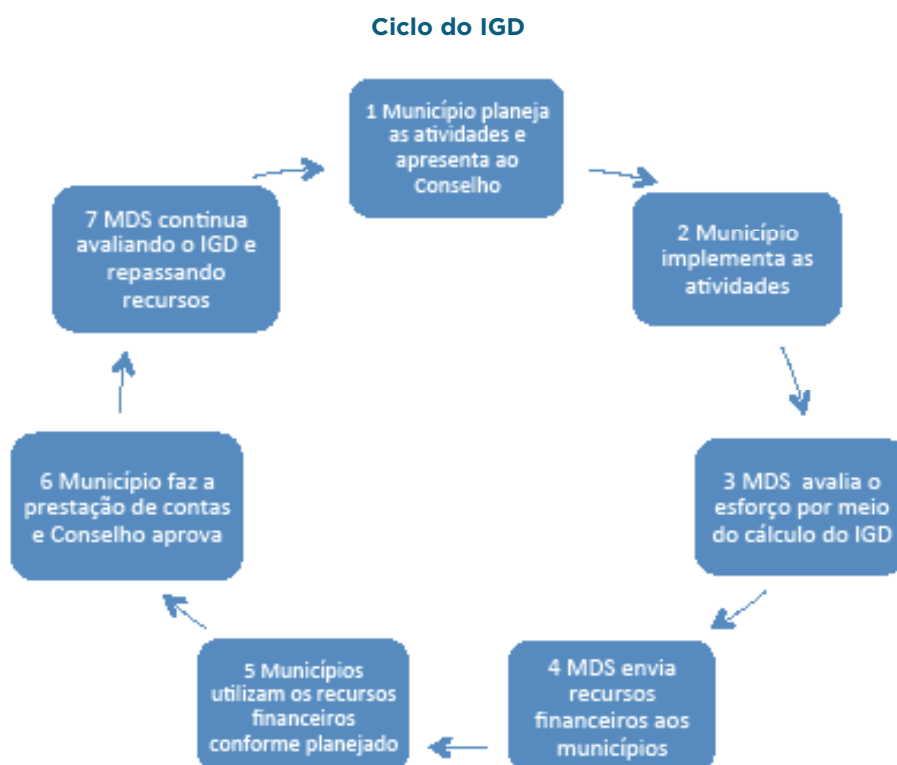 Ciclo do IGD
1 Município planeja
as atividades e
apresenta ao
Conselho
2 Município
implementa as
atividades
3 MDS avalia o
esforço por meio
do cálculo do IGD
4 MDS envia
recursos
financeiros aos
municípios
5 Municípios
utilizam os recursos
financeiros
conforme planejado
6 Município faz a
prestação de contas
e Conselho aprova
7 MDS continua
avaliando o IGD e
repassando
recursos